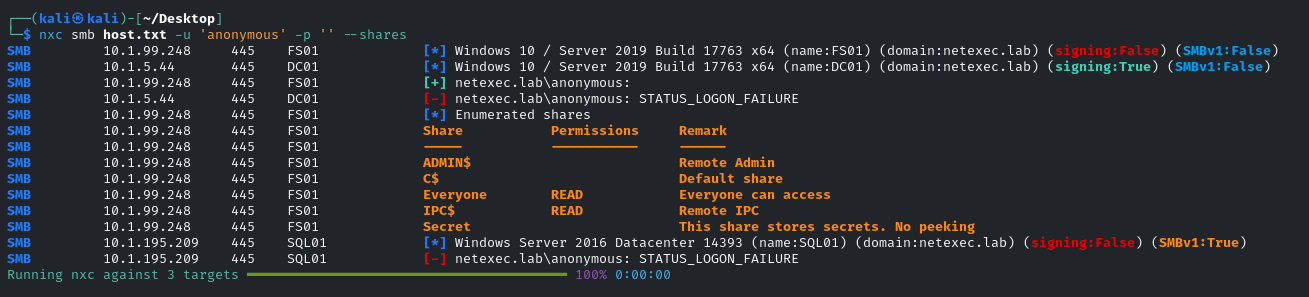 ┌──(kali㉿kali)-[~/Desktop]
└─$ nxc smb host.txt -u 'anonymous' -p '' --shares
SMB         10.1.99.248     445    FS01             [*] Windows 10 / Server 2019 Build 17763 x64 (name:FS01) (domain:netexec.lab) (signing:False) (SMBv1:False)
SMB         10.1.5.44       445    DC01             [*] Windows 10 / Server 2019 Build 17763 x64 (name:DC01) (domain:netexec.lab) (signing:True) (SMBv1:False)
SMB         10.1.99.248     445    FS01             [+] netexec.lab\anonymous:
SMB         10.1.5.44       445    DC01             [-] netexec.lab\anonymous: STATUS_LOGON_FAILURE
SMB         10.1.99.248     445    FS01             [*] Enumerated shares
SMB         10.1.99.248     445    FS01             Share           Permissions     Remark
SMB         10.1.99.248     445    FS01             -----           -----------     ------
SMB         10.1.99.248     445    FS01             ADMIN$                          Remote Admin
SMB         10.1.99.248     445    FS01             C$                              Default share
SMB         10.1.99.248     445    FS01             Everyone        READ            Everyone can access
SMB         10.1.99.248     445    FS01             IPC$            READ            Remote IPC
SMB         10.1.99.248     445    FS01             Secret                          This share stores secrets. No peeking
SMB         10.1.195.209    445    SQL01            [*] Windows Server 2016 Datacenter 14393 (name:SQL01) (domain:netexec.lab) (signing:False) (SMBv1:True)
SMB         10.1.195.209    445    SQL01            [-] netexec.lab\anonymous: STATUS_LOGON_FAILURE
Running nxc against 3 targets ━━━━━━━━━━━━━━━━━━━━━━━━━━━━━━━━━━━━━━━━ 100% 0:00:00